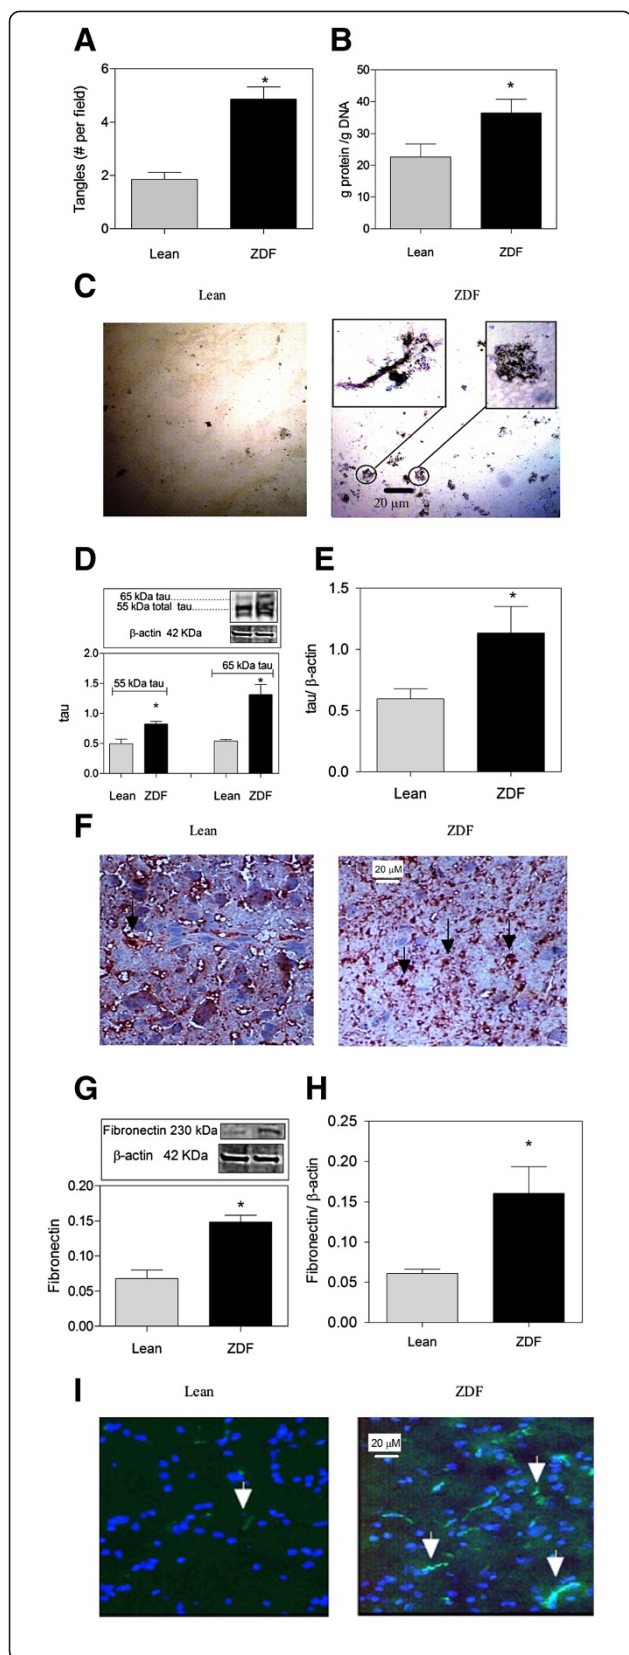 A
6
4
2
0
Tangles (# per field)
*
Lean
ZDF
B
50
40
30
20
10
0
g protein /g DNA
*
Lean
ZDF
C
Lean
ZDF
20 µm
D
65 kDa tau
55 kDa total tau
β-actin 42 KDa
2.0
1.5
1.0
0.5
0.0
tau
55 kDa tau
*
65 kDa tau
*
Lean ZDF
Lean ZDF
E
1.5
1.0
0.5
0.0
tau/ β-actin
*
Lean
ZDF
F
Lean
ZDF
20 µM
G
Fibronectin 230 kDa
β-actin 42 KDa
0.20
0.15
0.10
0.05
0.00
Fibronectin
*
Lean
ZDF
H
0.25
0.20
0.15
0.10
0.05
0.00
Fibronectin/ β-actin
*
Lean
ZDF
I
Lean
ZDF
20 µM